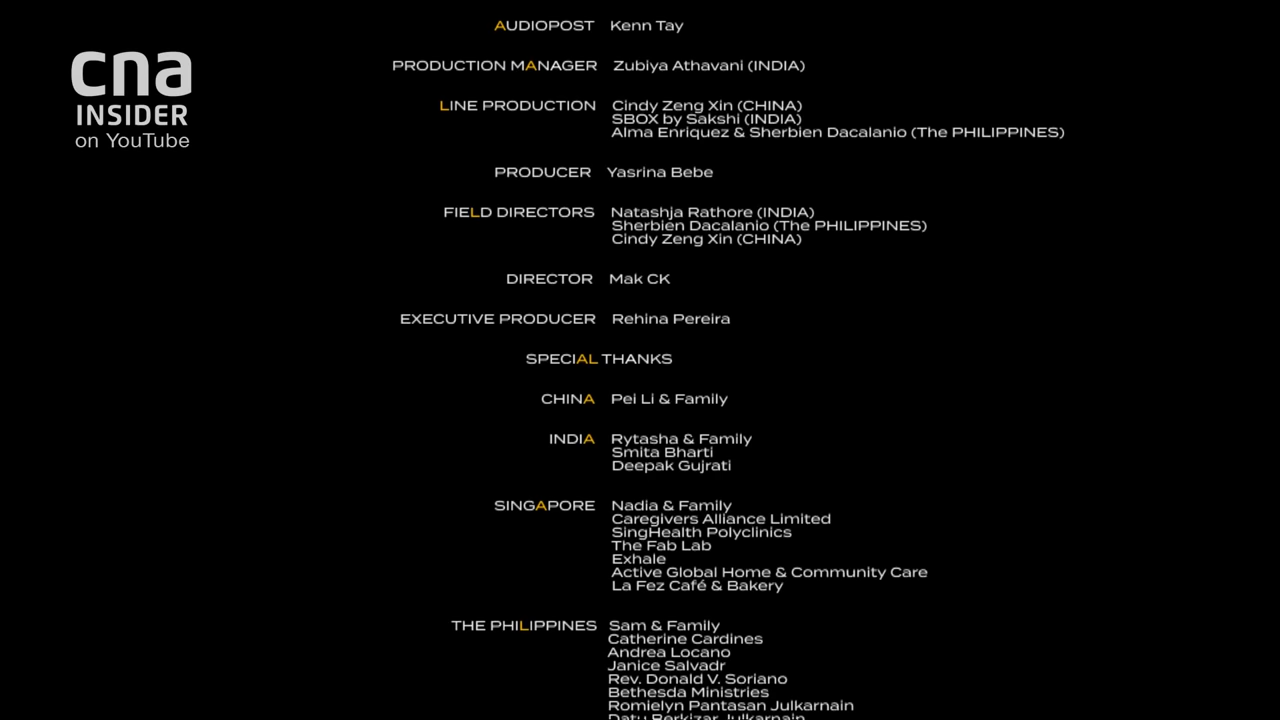 cna
INSIDER
on YouTube
AUDIOPOST Kenn Tay
PRODUCTION MANAGER Zubiya Athavani (INDIA)
LINE PRODUCTION Cindy Zeng Xin (CHINA)
SBOX by Sakshi (INDIA)
Alma Enriquez & Sherbien Dacalanio (The PHILIPPINES)
PRODUCER Yasrina Bebe
FIELD DIRECTORS Natashja Rathore (INDIA)
Sherbien Dacalanio (The PHILIPPINES)
Cindy Zeng Xin (CHINA)
DIRECTOR Mak CK
EXECUTIVE PRODUCER Rehina Pereira
SPECIAL THANKS
CHINA Pei Li & Family
INDIA Rytasha & Family
Smita Bharti
Deepak Gujrati
SINGAPORE Nadia & Family
Caregivers Alliance Limited
SingHealth Polyclinics
The Fab Lab
Exhale
Active Global Home & Community Care
La Fez Café & Bakery
THE PHILIPPINES Sam & Family
Catherine Cardines
Andrea Locano
Janice Salvadr
Rev. Donald V. Soriano
Bethesda Ministries
Romielyn Pantasan Julkarnain
Datu Berkizar Julkarnain